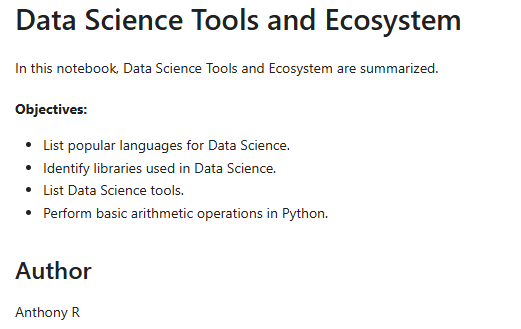 Data Science Tools and Ecosystem
In this notebook, Data Science Tools and Ecosystem are summarized.
Objectives:
• List popular languages for Data Science.
• Identify libraries used in Data Science.
• List Data Science tools.
• Perform basic arithmetic operations in Python.
Author
Anthony R